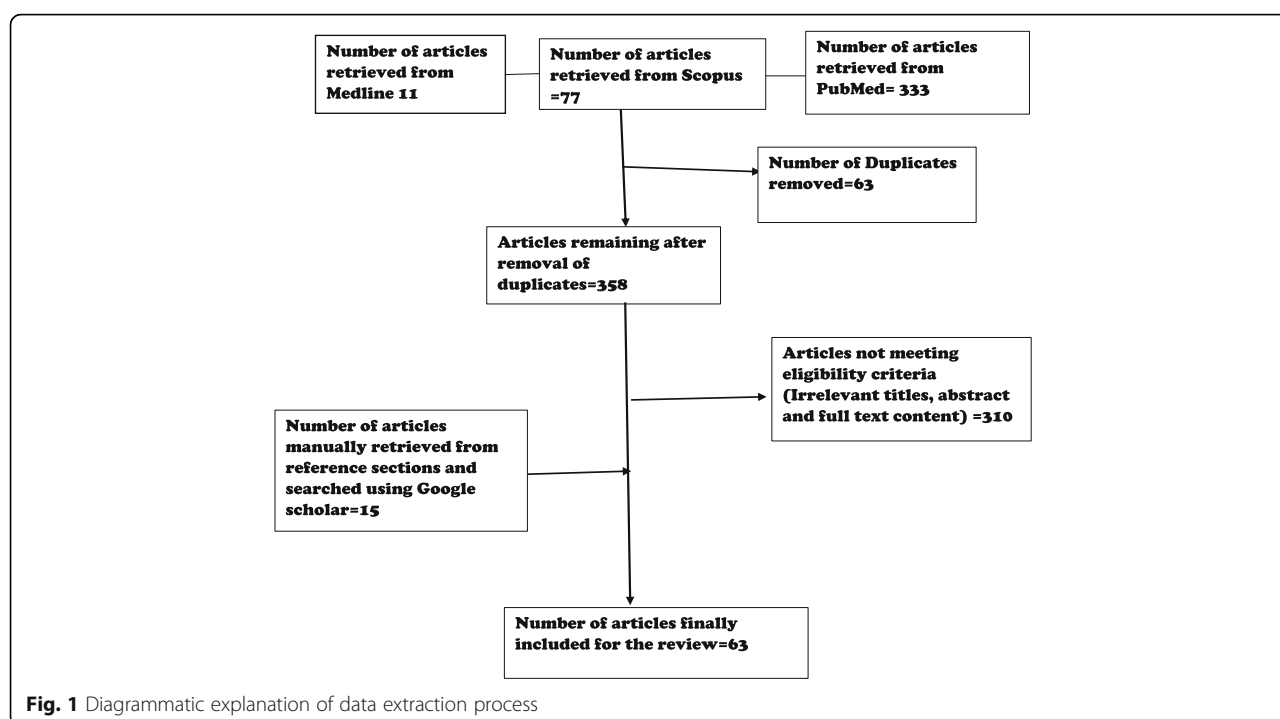 Number of articles
retrieved from
Medline 11
Number of articles
retrieved from Scopus
=77
Number of articles
retrieved from
PubMed= 333
Number of Duplicates
removed=63
Articles remaining after
removal of
duplicates=358
Articles not meeting
eligibility criteria
(Irrelevant titles, abstract
and full text content) =310
Number of articles
manually retrieved from
reference sections and
searched using Google
scholar=15
Number of articles finally
included for the review=63
Fig. 1 Diagrammatic explanation of data extraction process